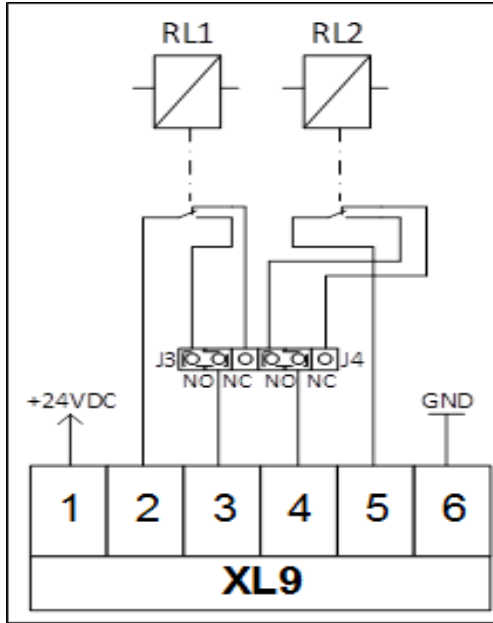 RL1 RL2
J3 J4
NO NC NO NC
+24VDC GND
1 2 3 4 5 6
XL9